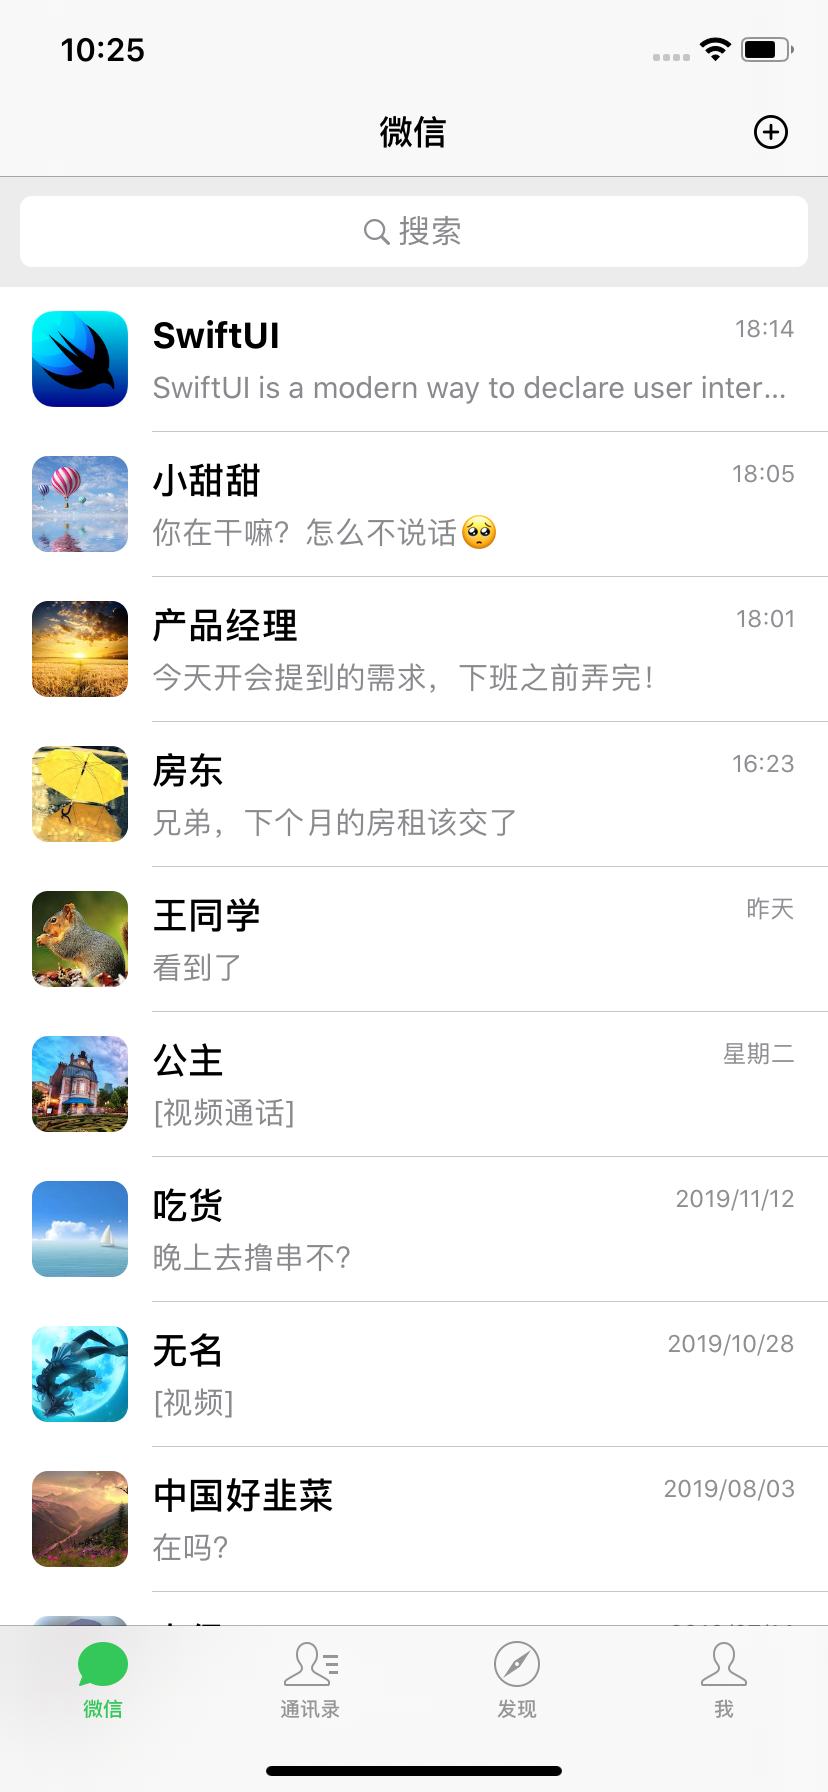 10:25
微信
搜索
SwiftUI
18:14
SwiftUI is a modern way to declare user inter...
小甜甜
18:05
你在干嘛？怎么不说话🥺
产品经理
18:01
今天开会提到的需求，下班之前弄完！
房东
16:23
兄弟，下个月的房租该交了
王同学
昨天
看到了
公主
星期二
[视频通话]
吃货
2019/11/12
晚上去撸串不？
无名
2019/10/28
[视频]
中国好韭菜
2019/08/03
在吗？
微信
通讯录
发现
我